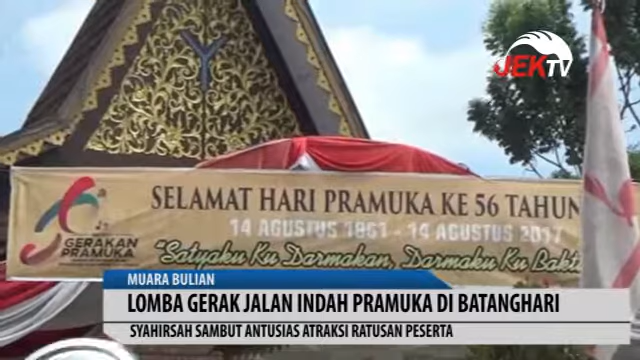 JEKTV
SELAMAT HARI PRAMUKA KE 56 TAHUN
14 AGUSTUS 1961 - 14 AGUSTUS 2017
GERAKAN
PRAMUKA
"Satyaku Ku Darmakan, Darmaku Ku Bakti
MUARA BULIAN
LOMBA GERAK JALAN INDAH PRAMUKA DI BATANGHARI
SYAHIRSAH SAMBUT ANTUSIAS ATRAKSI RATUSAN PESERTA